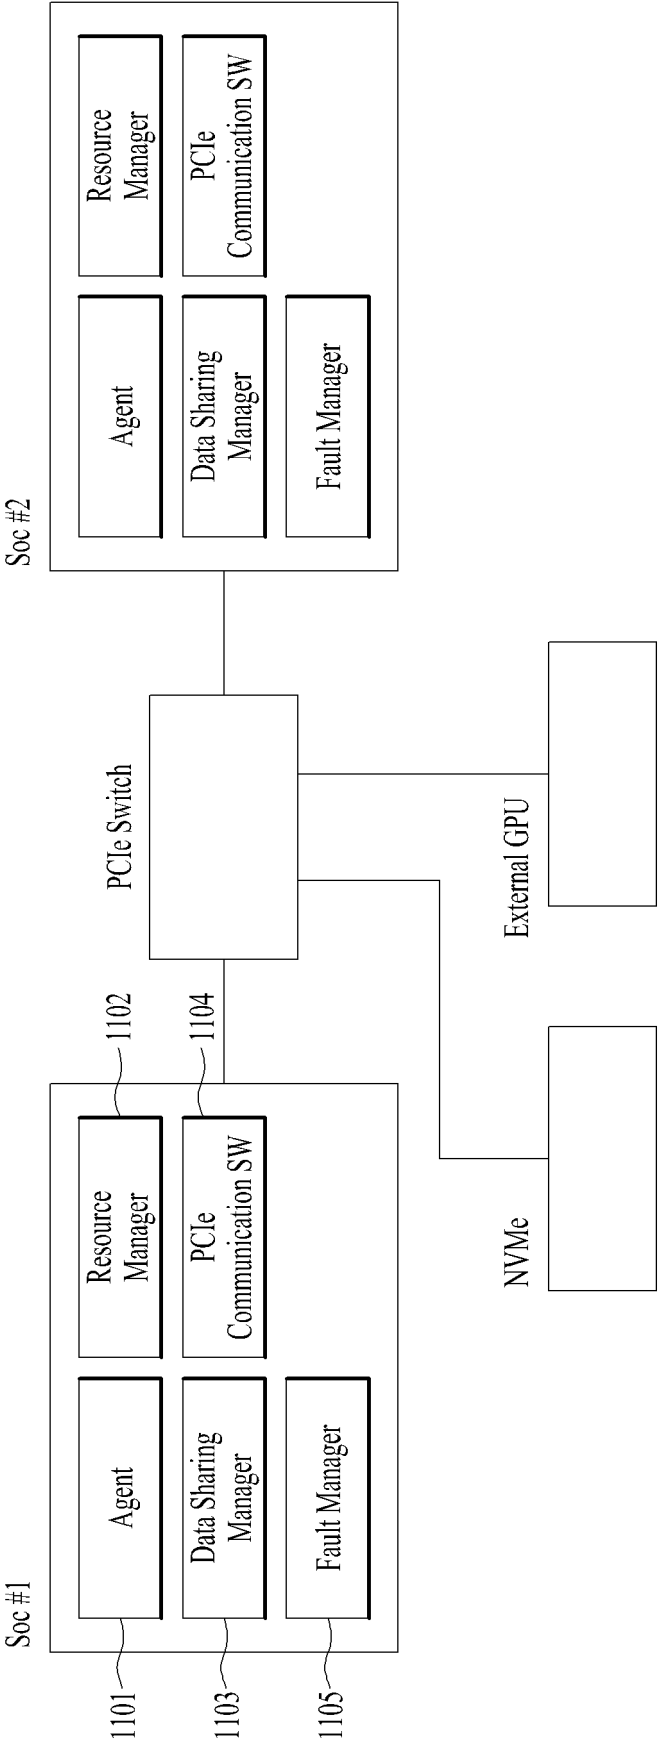 Soc #1
1101
Agent
Resource
Manager
1102
1103
Data Sharing
Manager
PCIe
Communication SW
1104
1105
Fault Manager
PCIe Switch
NVMe
External GPU
Soc #2
Agent
Resource
Manager
Data Sharing
Manager
PCIe
Communication SW
Fault Manager